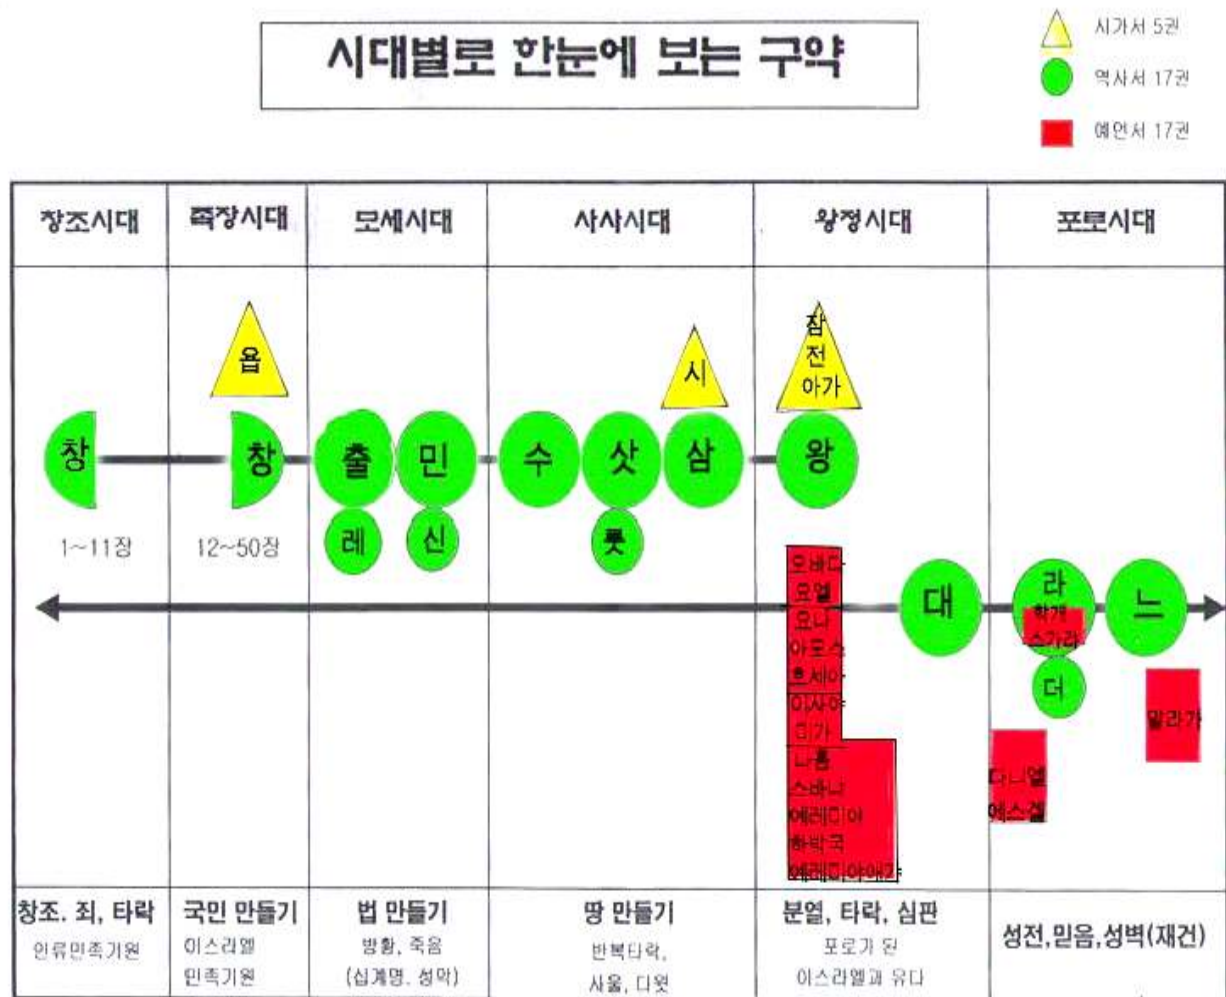 시대별로 한눈에 보는 구약
시가서 5권
역사서 17권
예언서 17권
창조시대
족장시대
모세시대
사사시대
왕정시대
포로시대
욥
시
잠
전
아가
창
창
출
민
수
삿
삼
왕
1~11장
12~50장
레
신
룻
오바댜
요엘
요나
아모스
호세아
이사야
미가
나훔
스바냐
예레미야
하박국
예레미야애가
대
라
학개
스가랴
느
더
말라기
다니엘
에스겔
창조. 죄, 타락
인류민족기원
국민 만들기
이스라엘
민족기원
법 만들기
방황, 죽음
(십계명. 성막)
땅 만들기
반복타락,
사울, 다윗
분열, 타락, 심판
포로가 된
이스라엘과 유다
성전,믿음,성벽(재건)